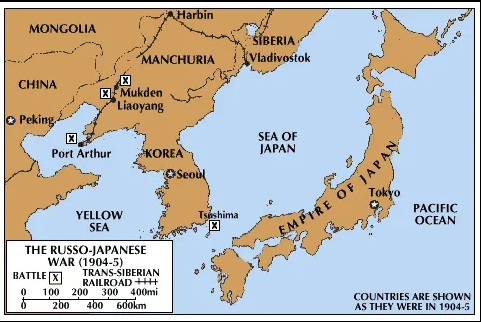 MONGOLIA
Harbin
SIBERIA
Vladivostok
MANCHURIA
CHINA
X
X
Mukden
Liaoyang
Peking
X
Port Arthur
KOREA
Seoul
SEA OF
JAPAN
EMPIRE OF JAPAN
Tokyo
PACIFIC
OCEAN
YELLOW
SEA
Tsushima
X
THE RUSSO-JAPANESE
WAR (1904-5)
BATTLE X TRANS-SIBERIAN
RAILROAD
0 100 200 300 400mi
0 200 400 600km
COUNTRIES ARE SHOWN
AS THEY WERE IN 1904-5